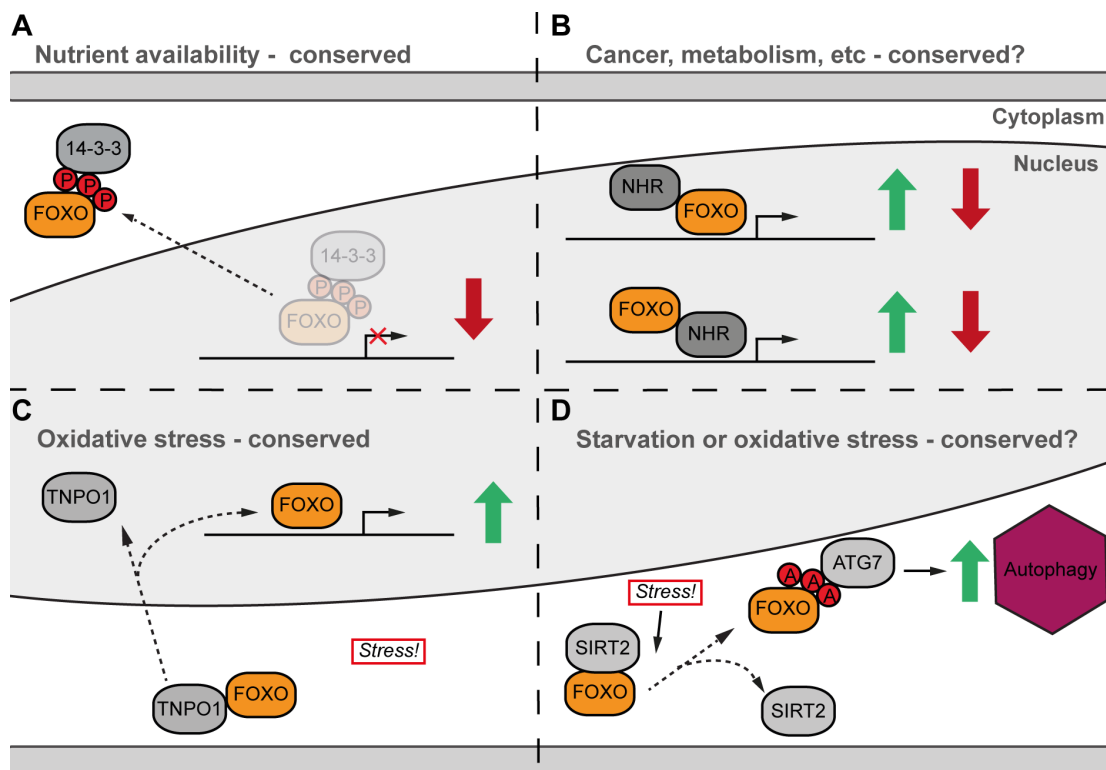 A
Nutrient availability - conserved
14-3-3
P
P
P
FOXO
14-3-3
P
P
P
FOXO
B
Cancer, metabolism, etc - conserved?
Cytoplasm
Nucleus
NHR
FOXO
FOXO
NHR
C
Oxidative stress - conserved
TNPO1
FOXO
Stress!
TNPO1
FOXO
D
Starvation or oxidative stress - conserved?
ATG7
A
A
A
FOXO
Autophagy
Stress!
SIRT2
FOXO
SIRT2